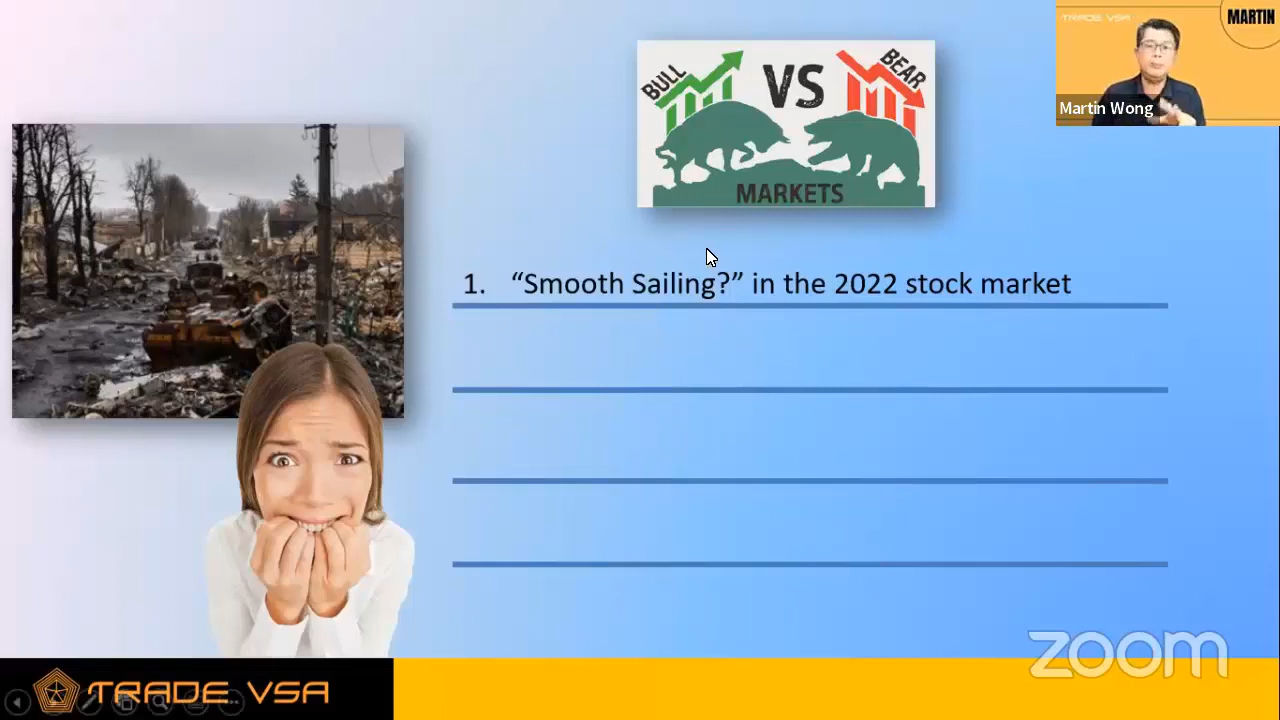 TRADE VSA
MARTIN
Martin Wong
BULL
VS
BEAR
MARKETS
1. “Smooth Sailing?” in the 2022 stock market
zoom
TRADE VSA